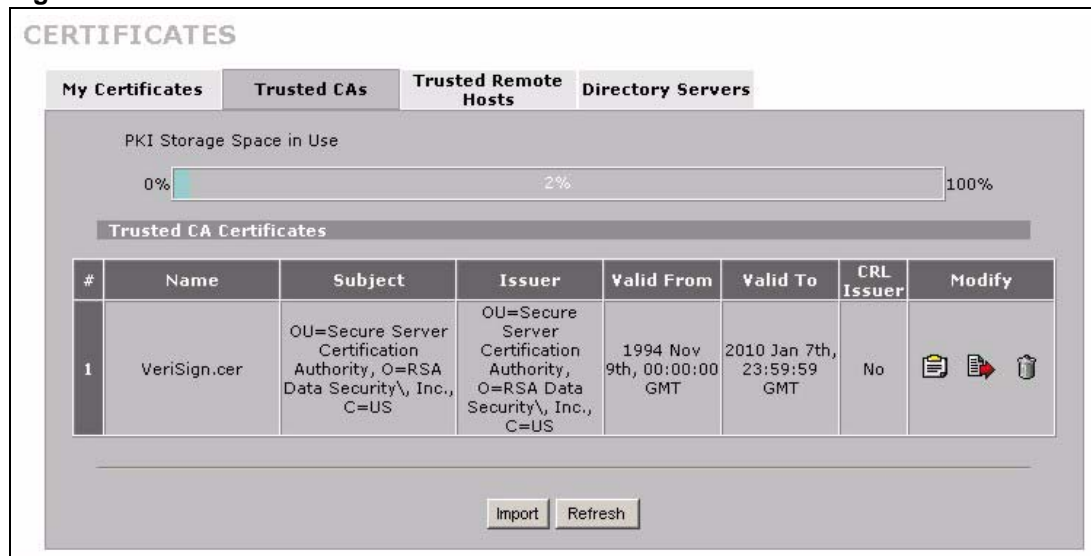 CERTIFICATES
My Certificates
Trusted CAs
Trusted Remote
Hosts
Directory Servers
PKI Storage Space in Use
0%
2%
100%
Trusted CA Certificates
#
Name
Subject
Issuer
Valid From
Valid To
CRL
Issuer
Modify
1
VeriSign.cer
OU=Secure Server
Certification
Authority, O=RSA
Data Security\, Inc.,
C=US
OU=Secure
Server
Certification
Authority,
O=RSA Data
Security\, Inc.,
C=US
1994 Nov
9th, 00:00:00
GMT
2010 Jan 7th,
23:59:59
GMT
No
Import
Refresh